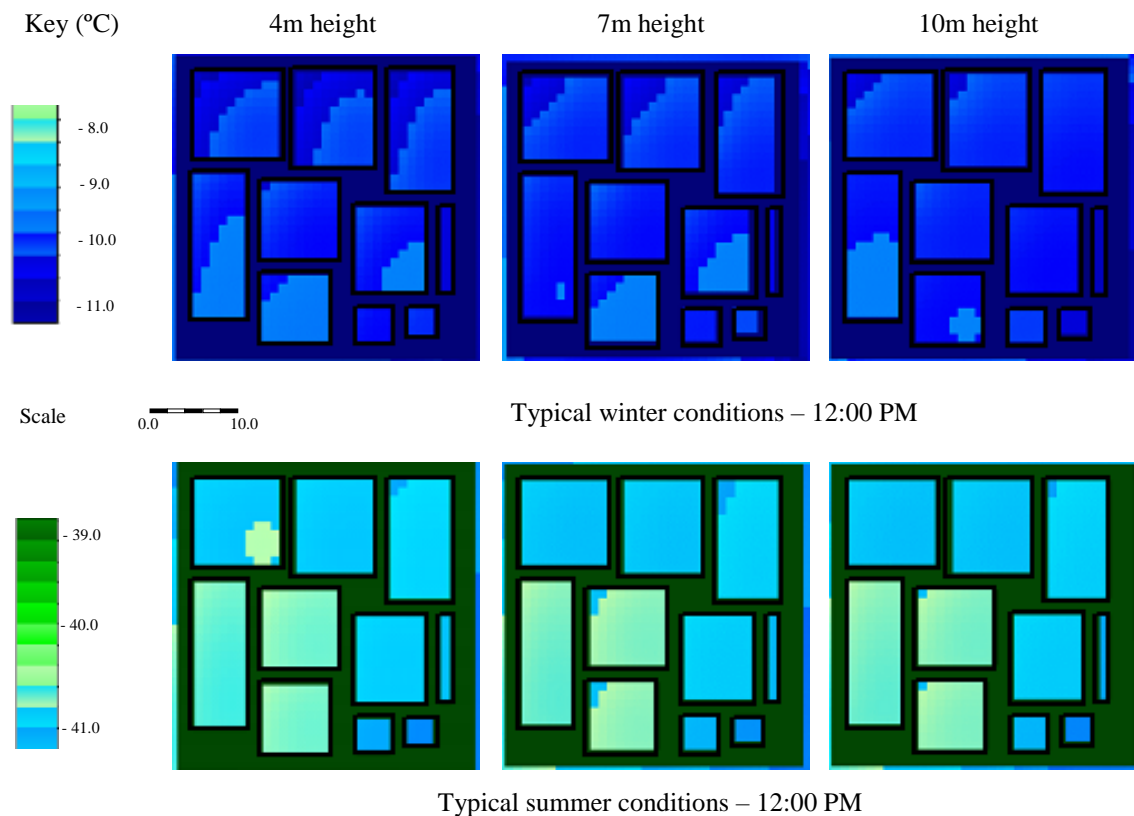 Key (ºC) 4m height 7m height 10m height
- 8.0
- 9.0
- 10.0
- 11.0
Scale
0.0 10.0
Typical winter conditions – 12:00 PM
- 39.0
- 40.0
- 41.0
Typical summer conditions – 12:00 PM